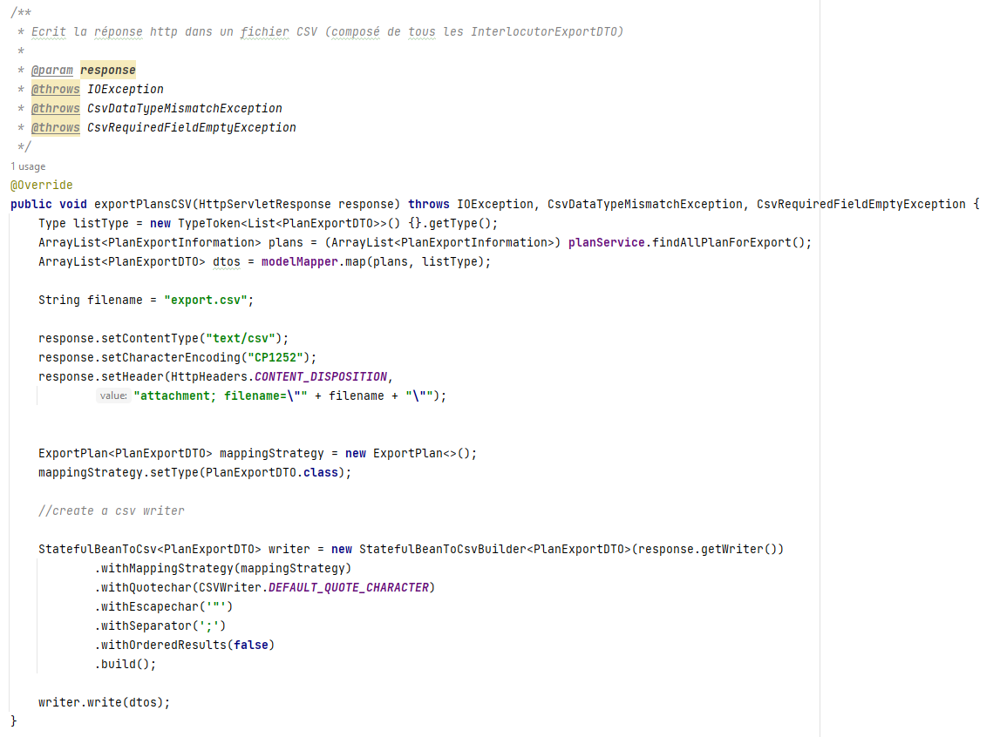 /**
 * Ecrit la réponse http dans un fichier CSV (composé de tous les InterlocutorExportDTO)
 *
 * @param response
 * @throws IOException
 * @throws CsvDataTypeMismatchException
 * @throws CsvRequiredFieldEmptyException
 */
1 usage
@Override
public void exportPlansCSV(HttpServletResponse response) throws IOException, CsvDataTypeMismatchException, CsvRequiredFieldEmptyException {
    Type listType = new TypeToken<List<PlanExportDTO>>() {}.getType();
    ArrayList<PlanExportInformation> plans = (ArrayList<PlanExportInformation>) planService.findAllPlanForExport();
    ArrayList<PlanExportDTO> dtos = modelMapper.map(plans, listType);

    String filename = "export.csv";

    response.setContentType("text/csv");
    response.setCharacterEncoding("CP1252");
    response.setHeader(HttpHeaders.CONTENT_DISPOSITION,
            value: "attachment; filename=\"" + filename + "\"");

    ExportPlan<PlanExportDTO> mappingStrategy = new ExportPlan<>();
    mappingStrategy.setType(PlanExportDTO.class);

    //create a csv writer

    StatefulBeanToCsv<PlanExportDTO> writer = new StatefulBeanToCsvBuilder<PlanExportDTO>(response.getWriter())
            .withMappingStrategy(mappingStrategy)
            .withQuotechar(CSVWriter.DEFAULT_QUOTE_CHARACTER)
            .withEscapechar('"')
            .withSeparator(';')
            .withOrderedResults(false)
            .build();

    writer.write(dtos);
}